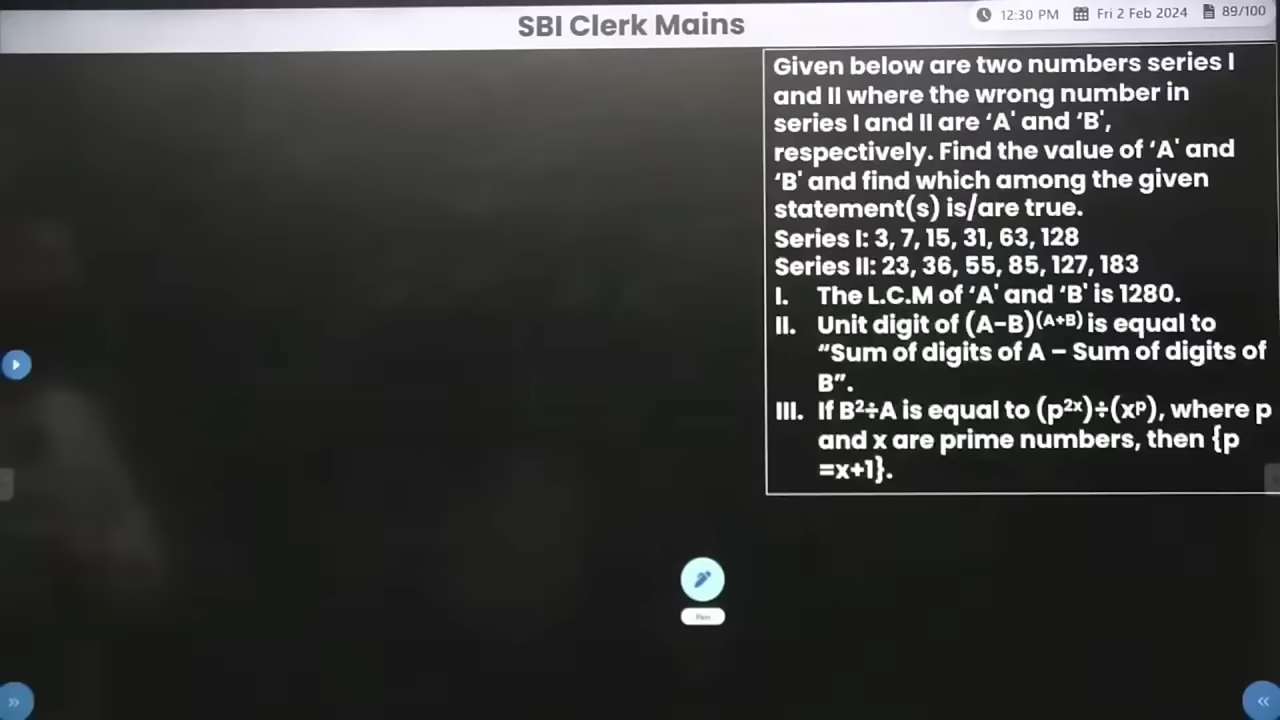 SBI Clerk Mains
12:30 PM Fri 2 Feb 2024 89/100
Given below are two numbers series I
and II where the wrong number in
series I and II are ‘A' and ‘B',
respectively. Find the value of ‘A' and
‘B' and find which among the given
statement(s) is/are true.
Series I: 3, 7, 15, 31, 63, 128
Series II: 23, 36, 55, 85, 127, 183
I. The L.C.M of ‘A' and ‘B' is 1280.
II. Unit digit of (A–B)⁽ᴬ⁺ᴮ⁾ is equal to
“Sum of digits of A – Sum of digits of
B”.
III. If B²÷A is equal to (p²ˣ)÷(xᵖ), where p
and x are prime numbers, then {p
=x+1}.
Pen